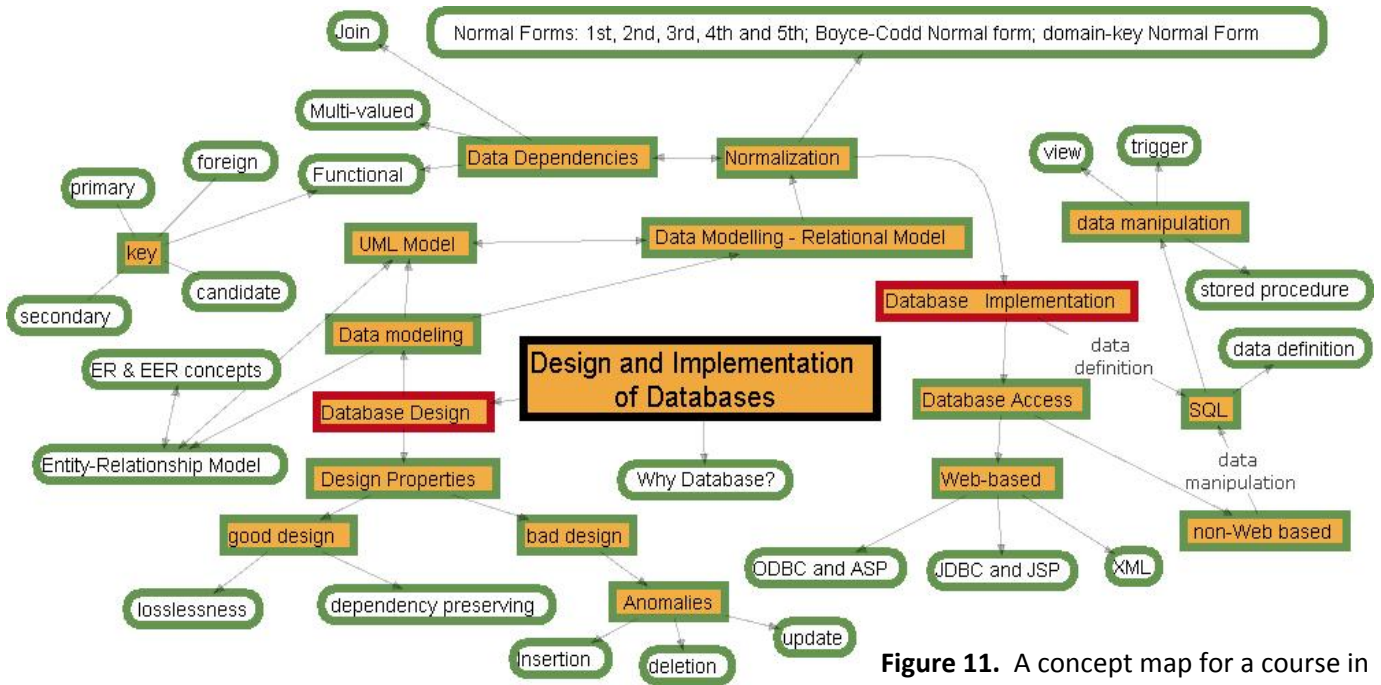 Join
Normal Forms: 1st, 2nd, 3rd, 4th and 5th; Boyce-Codd Normal form; domain-key Normal Form
Multi-valued
Data Dependencies
Normalization
view
trigger
foreign
Functional
primary
data manipulation
UML Model
Data Modelling - Relational Model
key
candidate
stored procedure
secondary
Database Implementation
Data modeling
data definition
data
definition
ER & EER concepts
Design and Implementation
of Databases
Database Access
SQL
Database Design
Entity-Relationship Model
Design Properties
Why Database?
Web-based
data
manipulation
good design
bad design
non-Web based
ODBC and ASP
JDBC and JSP
XML
losslessness
dependency preserving
Anomalies
update
Insertion
deletion
Figure 11. A concept map for a course in